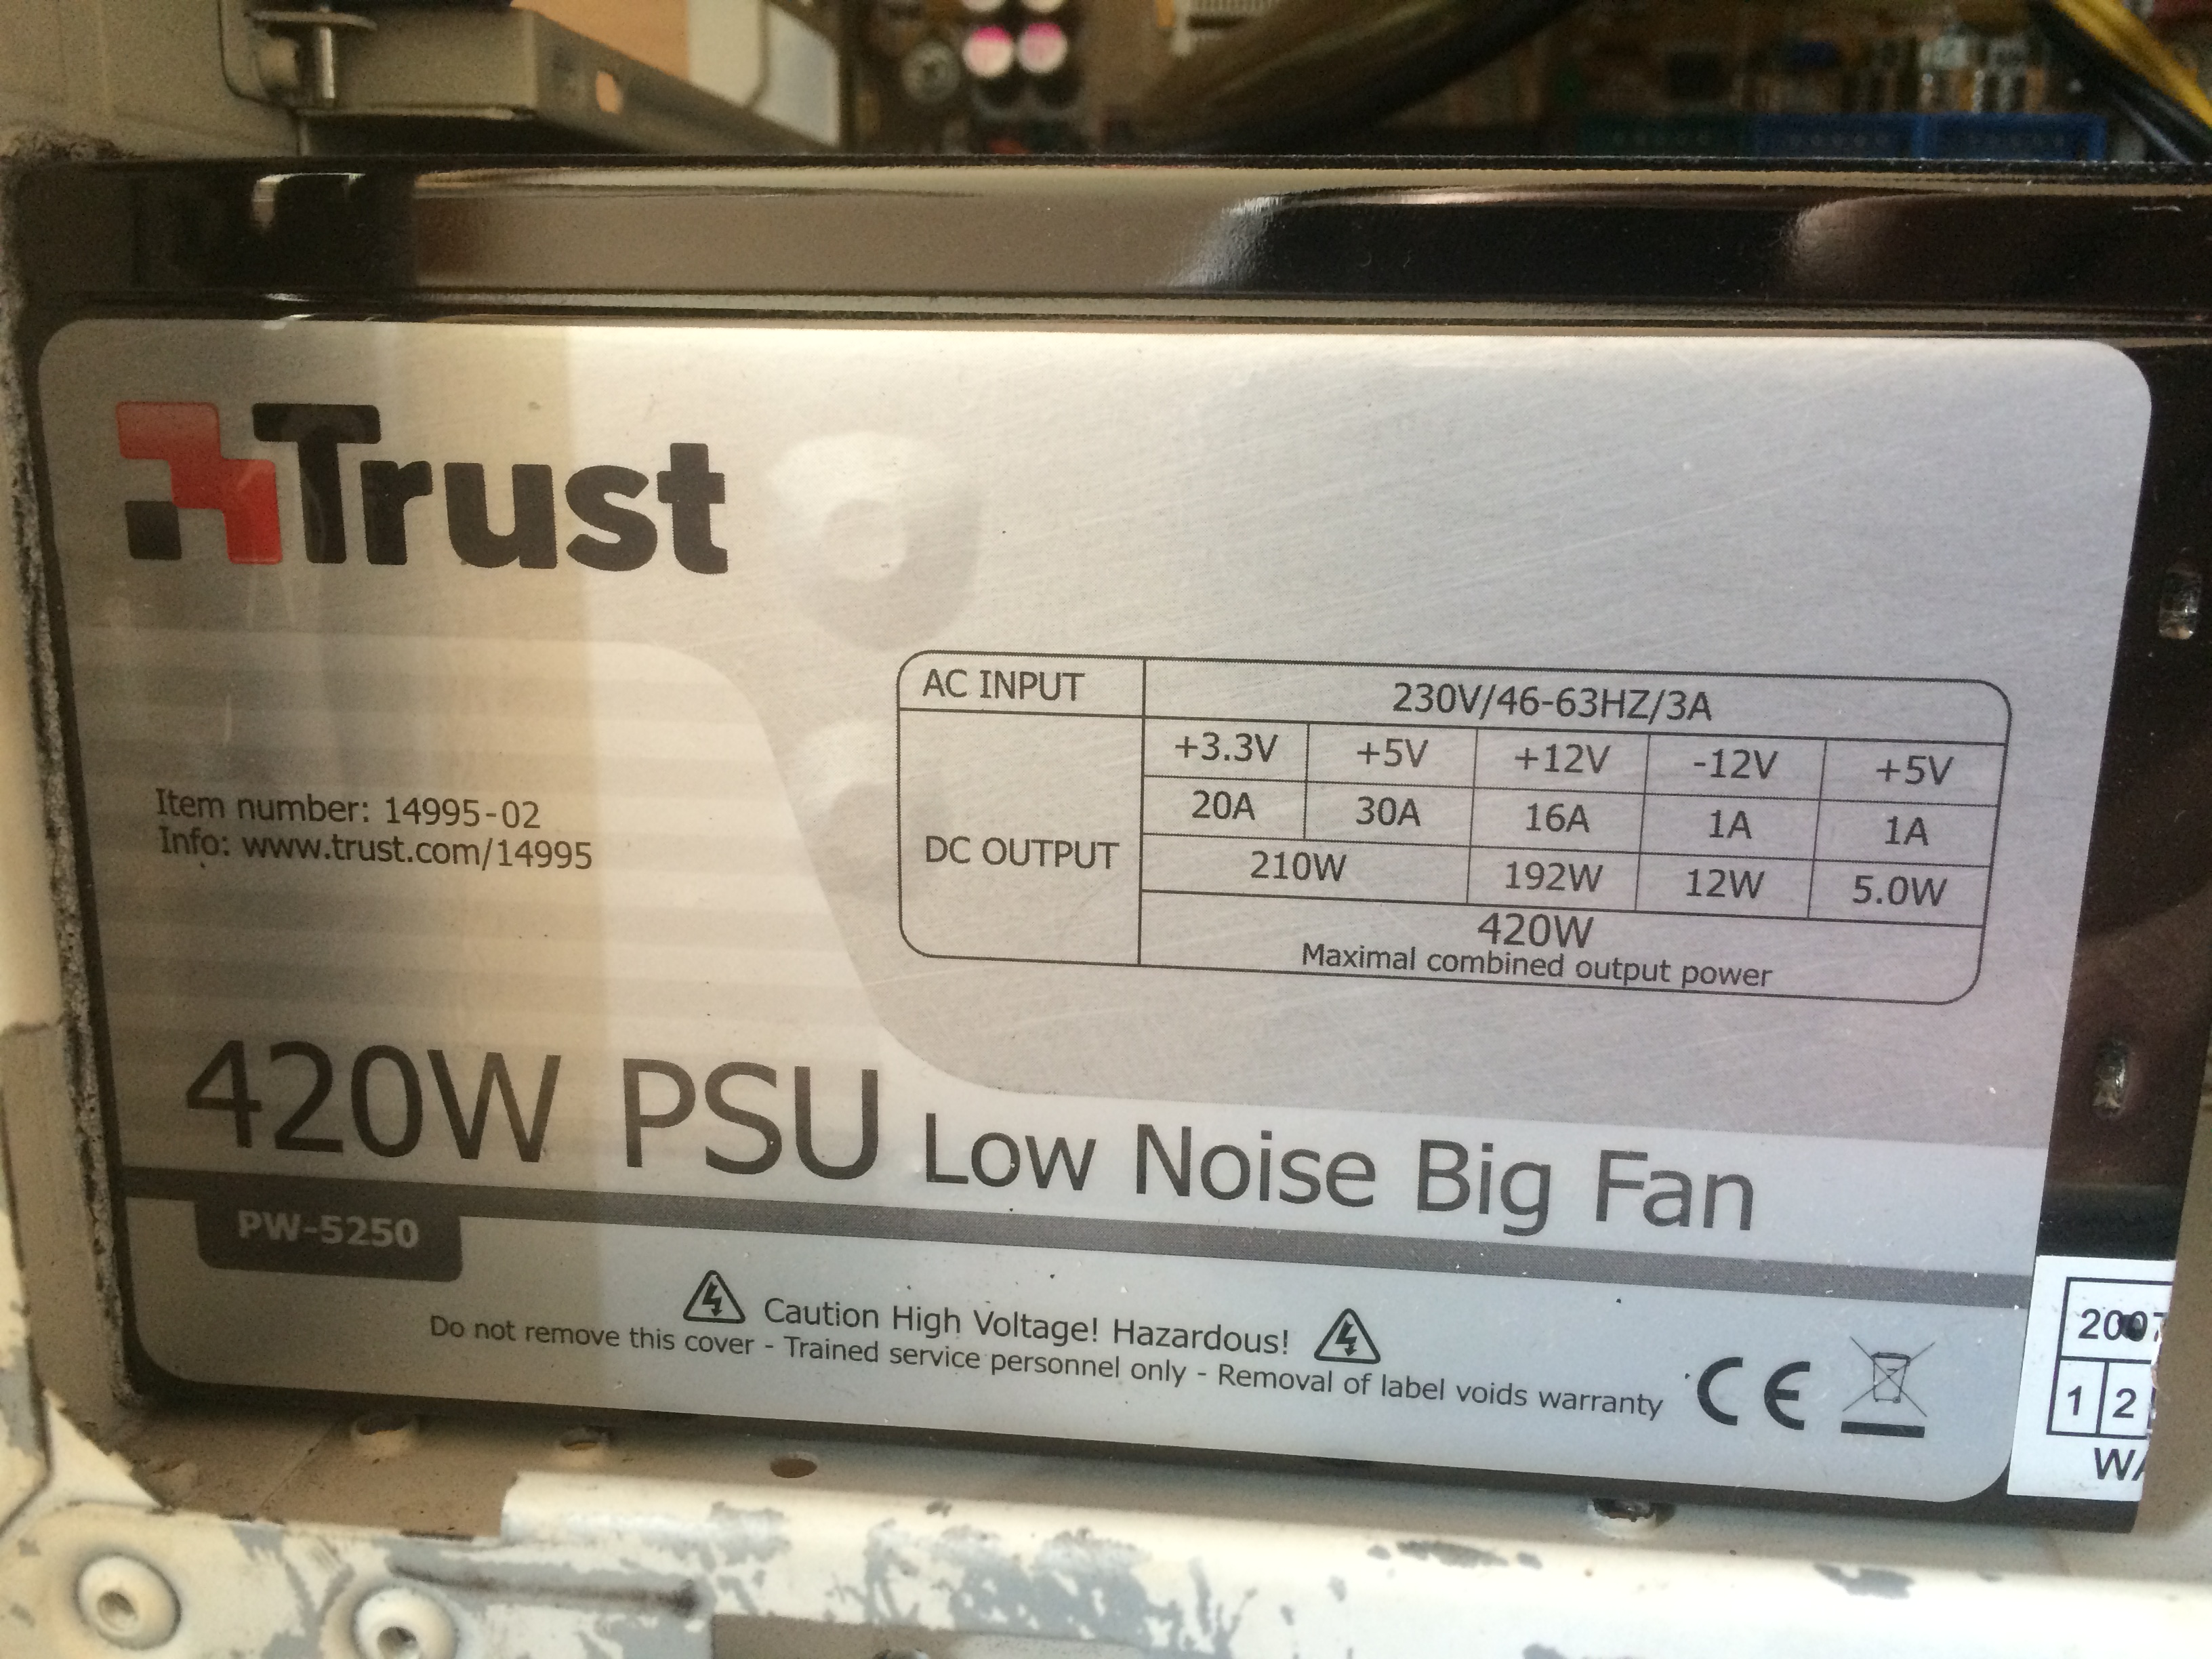 Trust
AC INPUT 230V/46-63HZ/3A
DC OUTPUT
+3.3V +5V +12V -12V +5V
20A 30A 16A 1A 1A
210W 192W 12W 5.0W
420W
Maximal combined output power
Item number: 14995-02
Info: www.trust.com/14995
420W PSU Low Noise Big Fan
PW-5250
Caution High Voltage! Hazardous!
Do not remove this cover - Trained service personnel only - Removal of label voids warranty
CE
2007
1 2